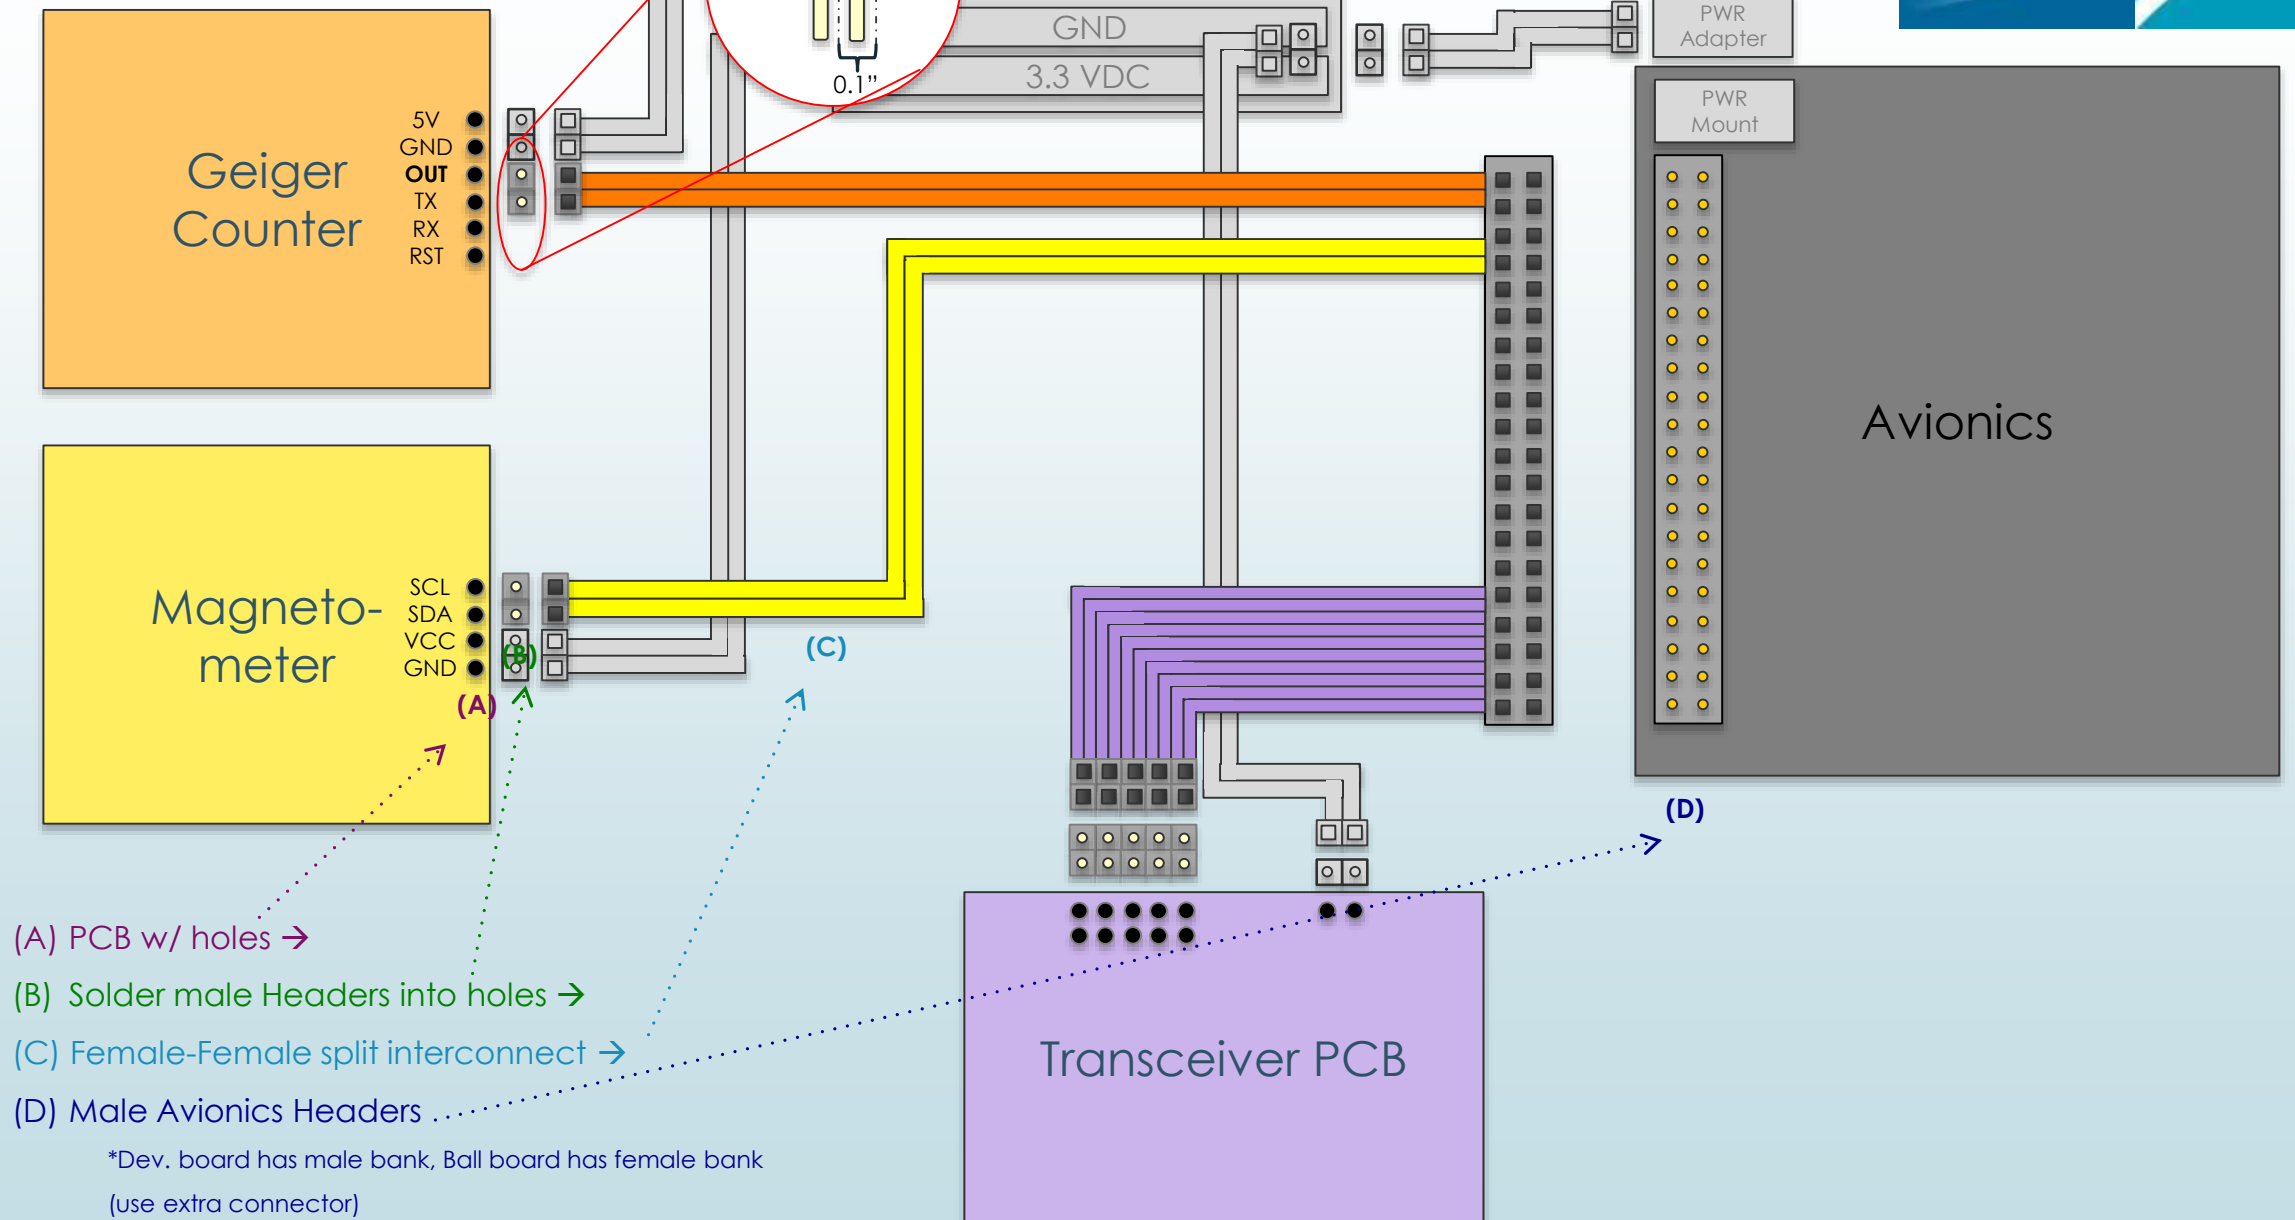 GND
3.3 VDC
0.1”
PWR
Adapter
PWR
Mount
Geiger
Counter
5V
GND
OUT
TX
RX
RST
Avionics
Magneto-
meter
SCL
SDA
VCC
GND
(A)
(B)
(C)
(D)
(A) PCB w/ holes →
(B) Solder male Headers into holes →
(C) Female-Female split interconnect →
(D) Male Avionics Headers
*Dev. board has male bank, Ball board has female bank
(use extra connector)
Transceiver PCB